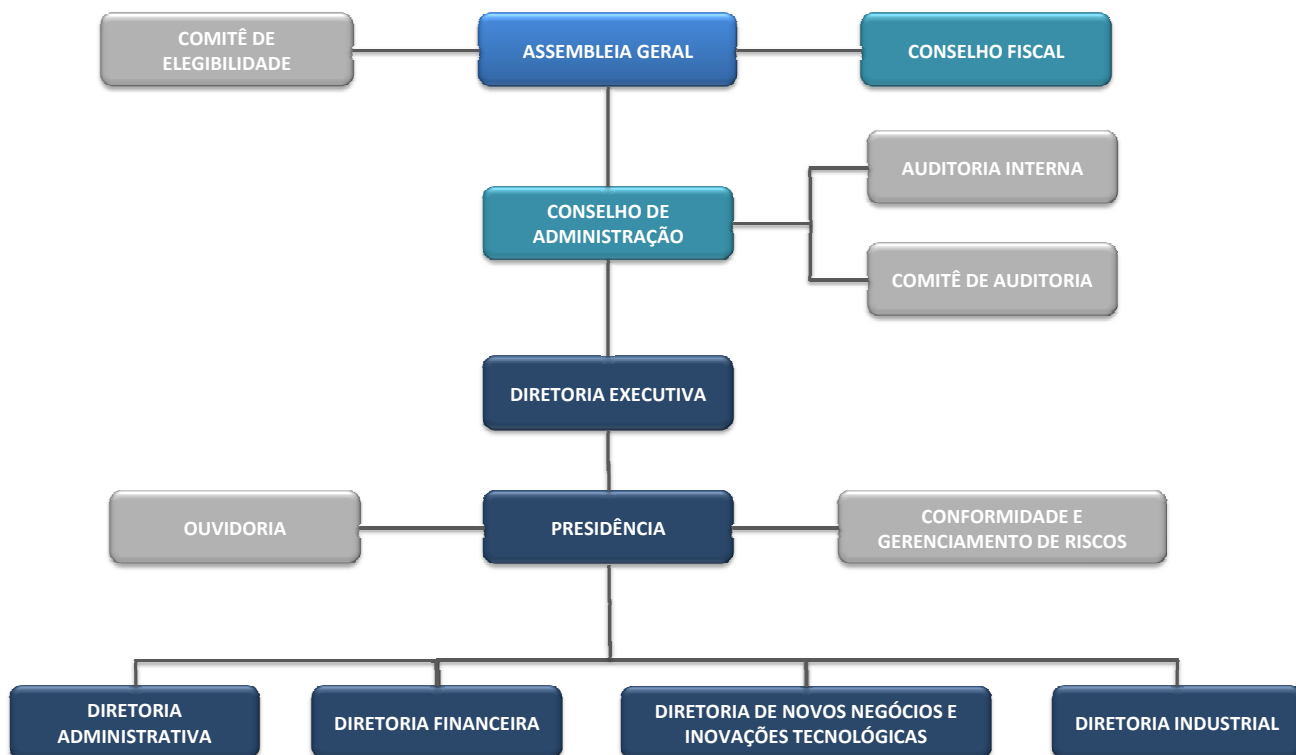 COMITÊ DE
ELEGIBILIDADE
ASSEMBLEIA GERAL
CONSELHO FISCAL
AUDITORIA INTERNA
CONSELHO DE
ADMINISTRAÇÃO
COMITÊ DE AUDITORIA
DIRETORIA EXECUTIVA
OUVIDORIA
PRESIDÊNCIA
CONFORMIDADE E
GERENCIAMENTO DE RISCOS
DIRETORIA
ADMINISTRATIVA
DIRETORIA FINANCEIRA
DIRETORIA DE NOVOS NEGÓCIOS E
INOVAÇÕES TECNOLÓGICAS
DIRETORIA INDUSTRIAL